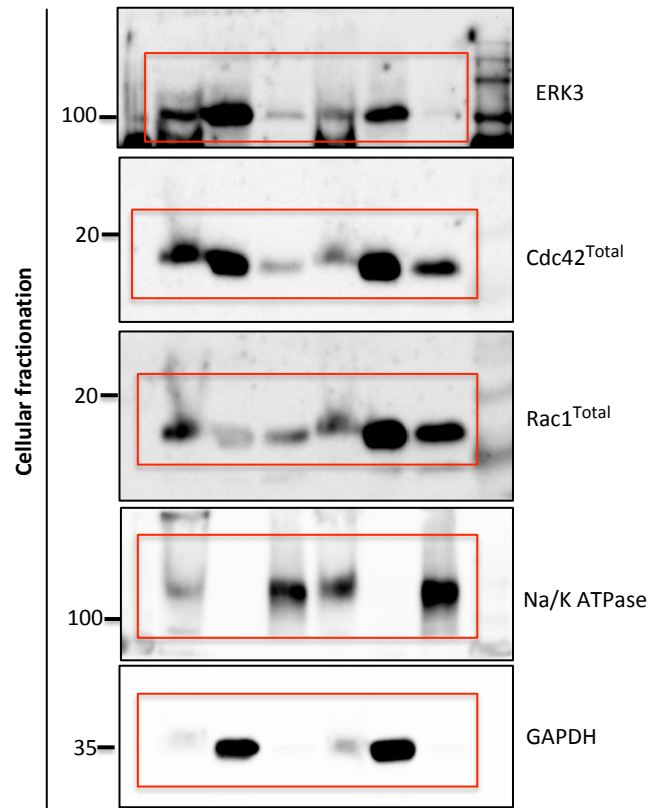 Cellular fractionation
100
ERK3
20
Cdc42Total
20
Rac1Total
100
Na/K ATPase
35
GAPDH